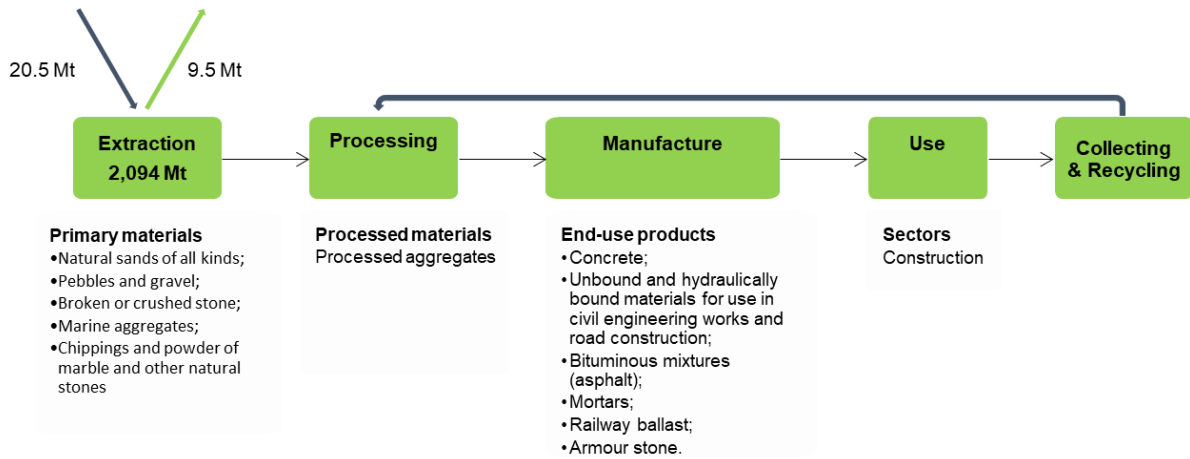 20.5 Mt
9.5 Mt
Extraction
2,094 Mt
Processing
Manufacture
Use
Collecting
& Recycling
Primary materials
•Natural sands of all kinds;
•Pebbles and gravel;
•Broken or crushed stone;
•Marine aggregates;
•Chippings and powder of
marble and other natural
stones
Processed materials
Processed aggregates
End-use products
•Concrete;
•Unbound and hydraulically
bound materials for use in
civil engineering works and
road construction;
•Bituminous mixtures
(asphalt);
•Mortars;
•Railway ballast;
•Armour stone.
Sectors
Construction